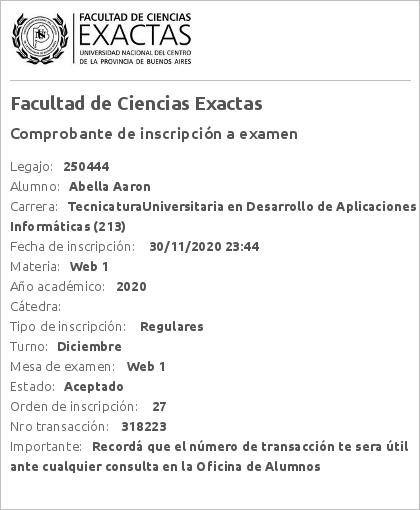 FACULTAD DE CIENCIAS
EXACTAS
UNIVERSIDAD NACIONAL DEL CENTRO
DE LA PROVINCIA DE BUENOS AIRES
Facultad de Ciencias Exactas
Comprobante de inscripción a examen
Legajo: 250444
Alumno: Abella Aaron
Carrera: TecnicaturaUniversitaria en Desarrollo de Aplicaciones
Informáticas (213)
Fecha de inscripción: 30/11/2020 23:44
Materia: Web 1
Año académico: 2020
Cátedra:
Tipo de inscripción: Regulares
Turno: Diciembre
Mesa de examen: Web 1
Estado: Aceptado
Orden de inscripción: 27
Nro transacción: 318223
Importante: Recordá que el número de transacción te sera útil
ante cualquier consulta en la Oficina de Alumnos